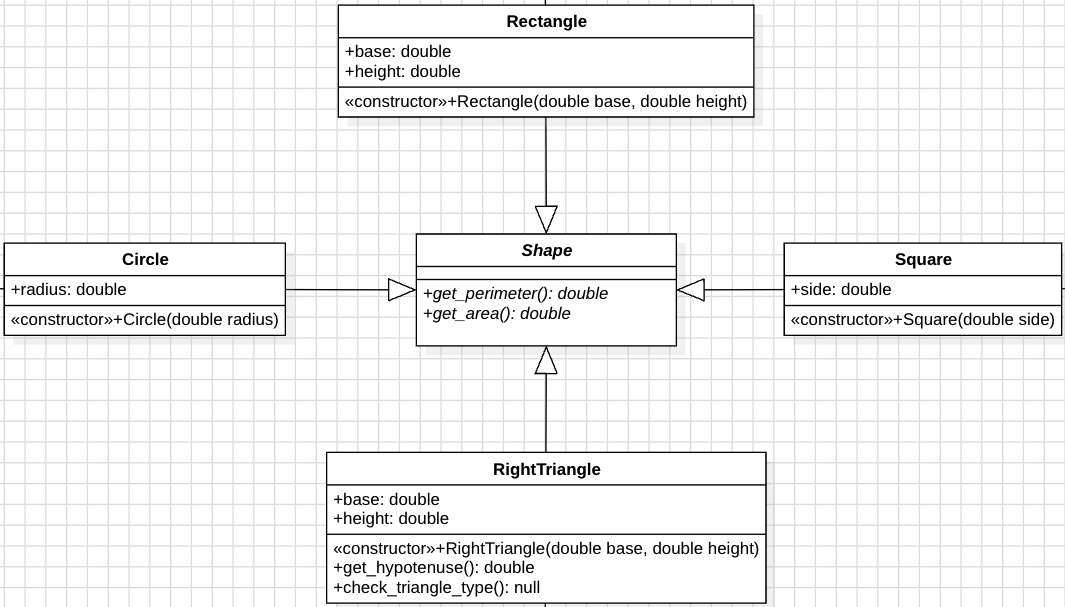 Rectangle
+base: double
+height: double
«constructor»+Rectangle(double base, double height)
Circle
+radius: double
«constructor»+Circle(double radius)
Shape
+get_perimeter(): double
+get_area(): double
Square
+side: double
«constructor»+Square(double side)
RightTriangle
+base: double
+height: double
«constructor»+RightTriangle(double base, double height)
+get_hypotenuse(): double
+check_triangle_type(): null